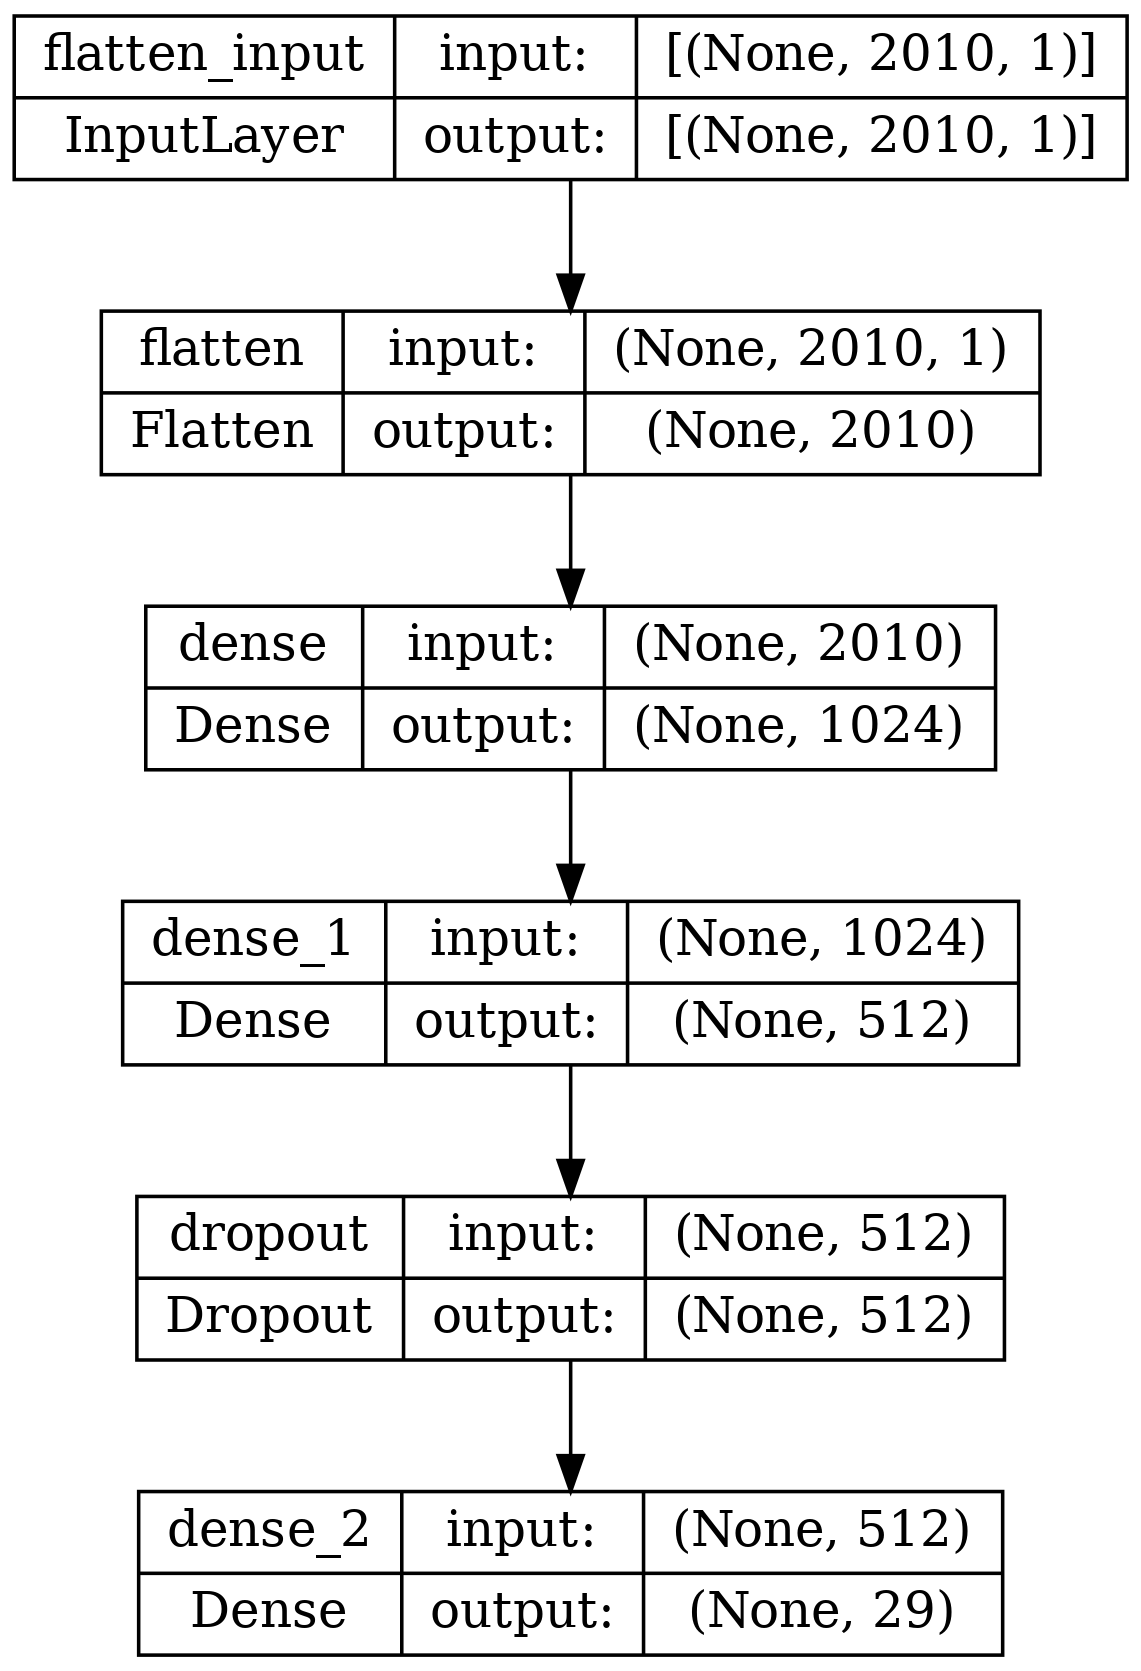 flatten_input input: [(None, 2010, 1)]
InputLayer output: [(None, 2010, 1)]
flatten input: (None, 2010, 1)
Flatten output: (None, 2010)
dense input: (None, 2010)
Dense output: (None, 1024)
dense_1 input: (None, 1024)
Dense output: (None, 512)
dropout input: (None, 512)
Dropout output: (None, 512)
dense_2 input: (None, 512)
Dense output: (None, 29)